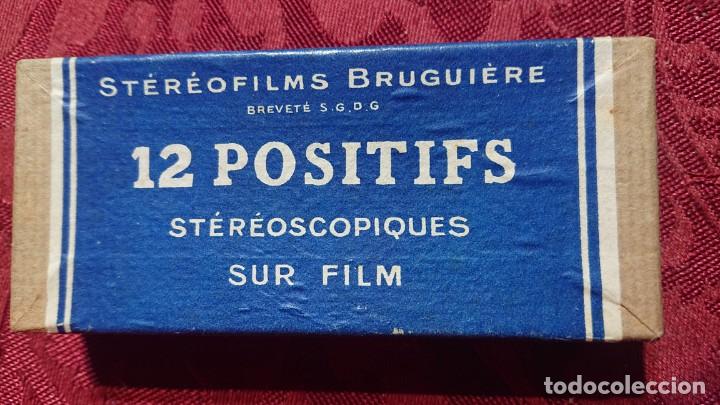 STÉRÉOFILMS BRUGUIÈRE
BREVETÉ S.G.D.G
12 POSITIFS
STÉRÉOSCOPIQUES
SUR FILM
todocoleccion